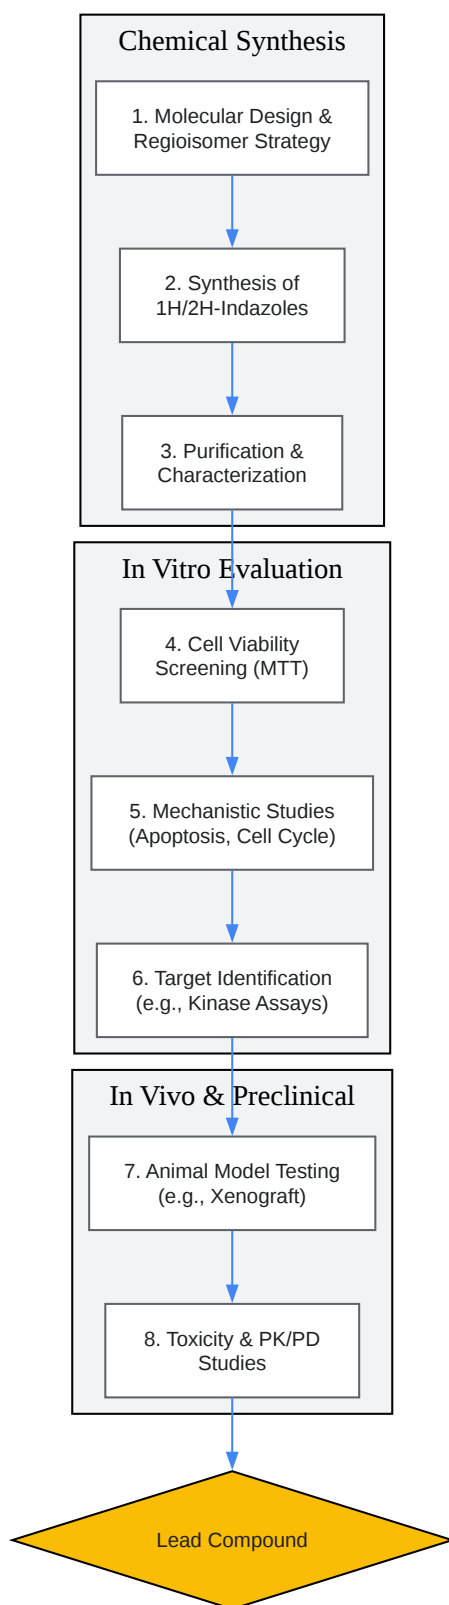 Chemical Synthesis
1. Molecular Design &
Regioisomer Strategy
2. Synthesis of
1H/2H-Indazoles
3. Purification &
Characterization
In Vitro Evaluation
4. Cell Viability
Screening (MTT)
5. Mechanistic Studies
(Apoptosis, Cell Cycle)
6. Target Identification
(e.g., Kinase Assays)
In Vivo & Preclinical
7. Animal Model Testing
(e.g., Xenograft)
8. Toxicity & PK/PD
Studies
Lead Compound